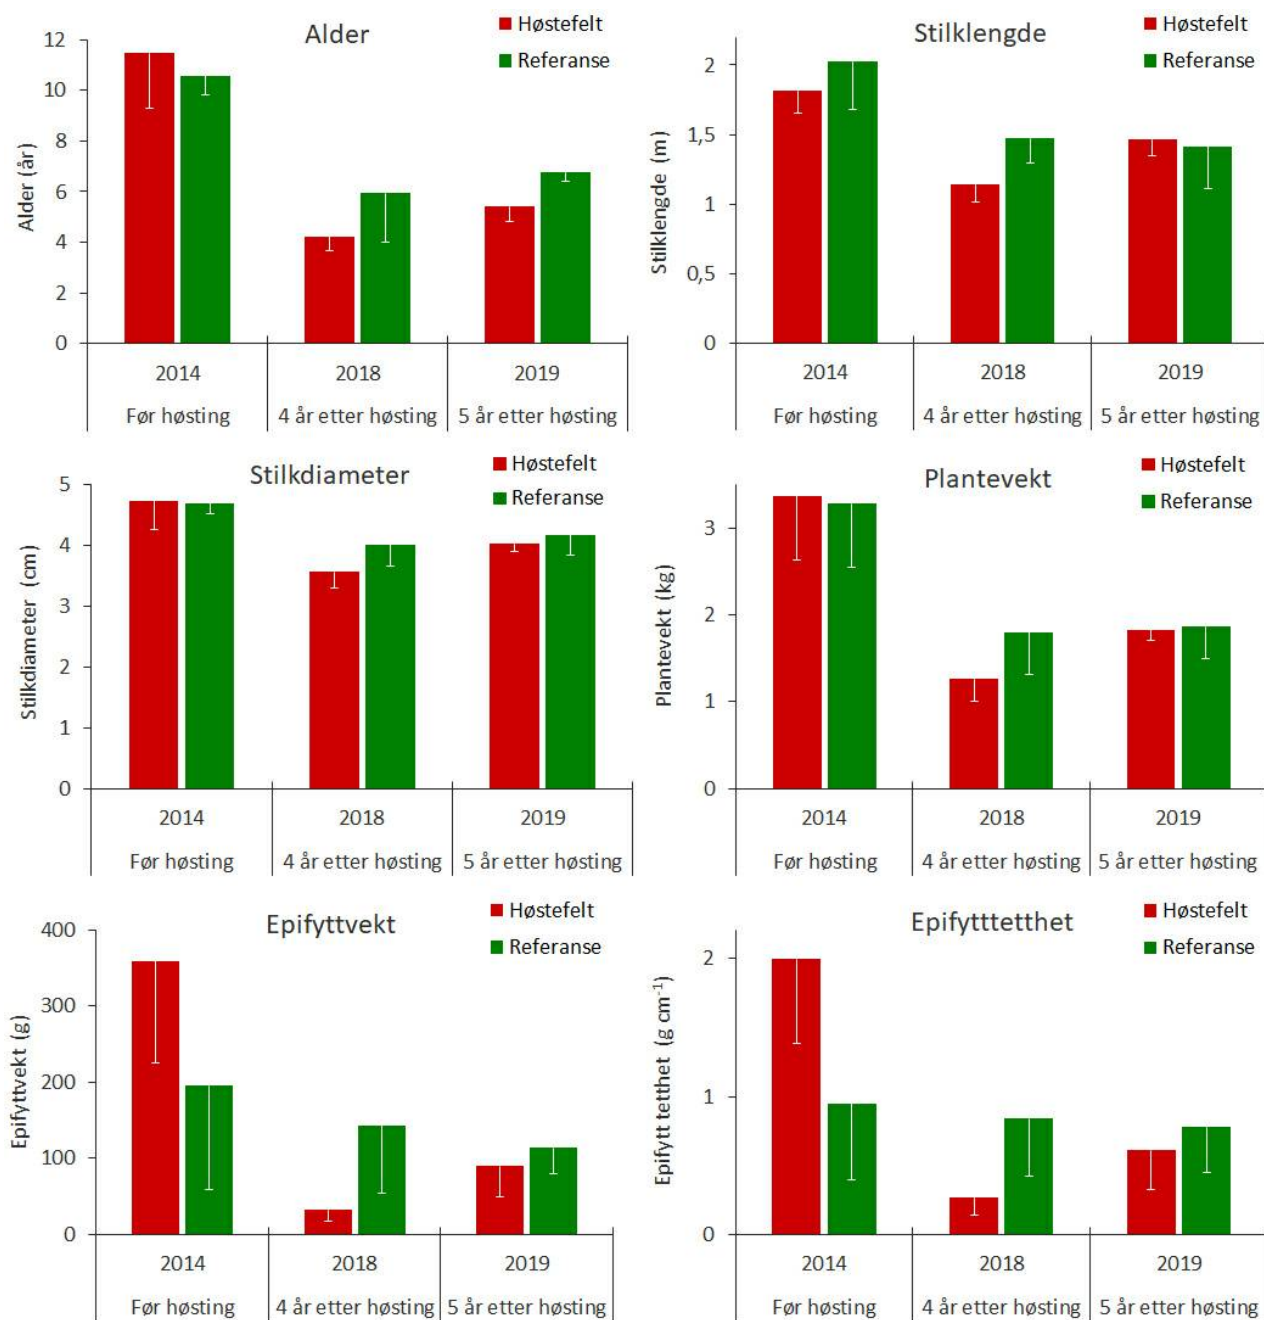 Alder
Høstefelt
Referanse
Alder (år)
12
10
8
6
4
2
0
2014
2018
2019
Før høsting
4 år etter høsting
5 år etter høsting
Stilklengde
Høstefelt
Referanse
Stilklengde (m)
2
1,5
1
0,5
0
2014
2018
2019
Før høsting
4 år etter høsting
5 år etter høsting
Stilkdiameter
Høstefelt
Referanse
Stilkdiameter (cm)
5
4
3
2
1
0
2014
2018
2019
Før høsting
4 år etter høsting
5 år etter høsting
Plantevekt
Høstefelt
Referanse
Plantevekt (kg)
3
2
1
0
2014
2018
2019
Før høsting
4 år etter høsting
5 år etter høsting
Epifyttvekt
Høstefelt
Referanse
Epifyttvekt (g)
400
300
200
100
0
2014
2018
2019
Før høsting
4 år etter høsting
5 år etter høsting
Epifytttetthet
Høstefelt
Referanse
Epifytt tetthet (g cm⁻¹)
2
1
0
2014
2018
2019
Før høsting
4 år etter høsting
5 år etter høsting